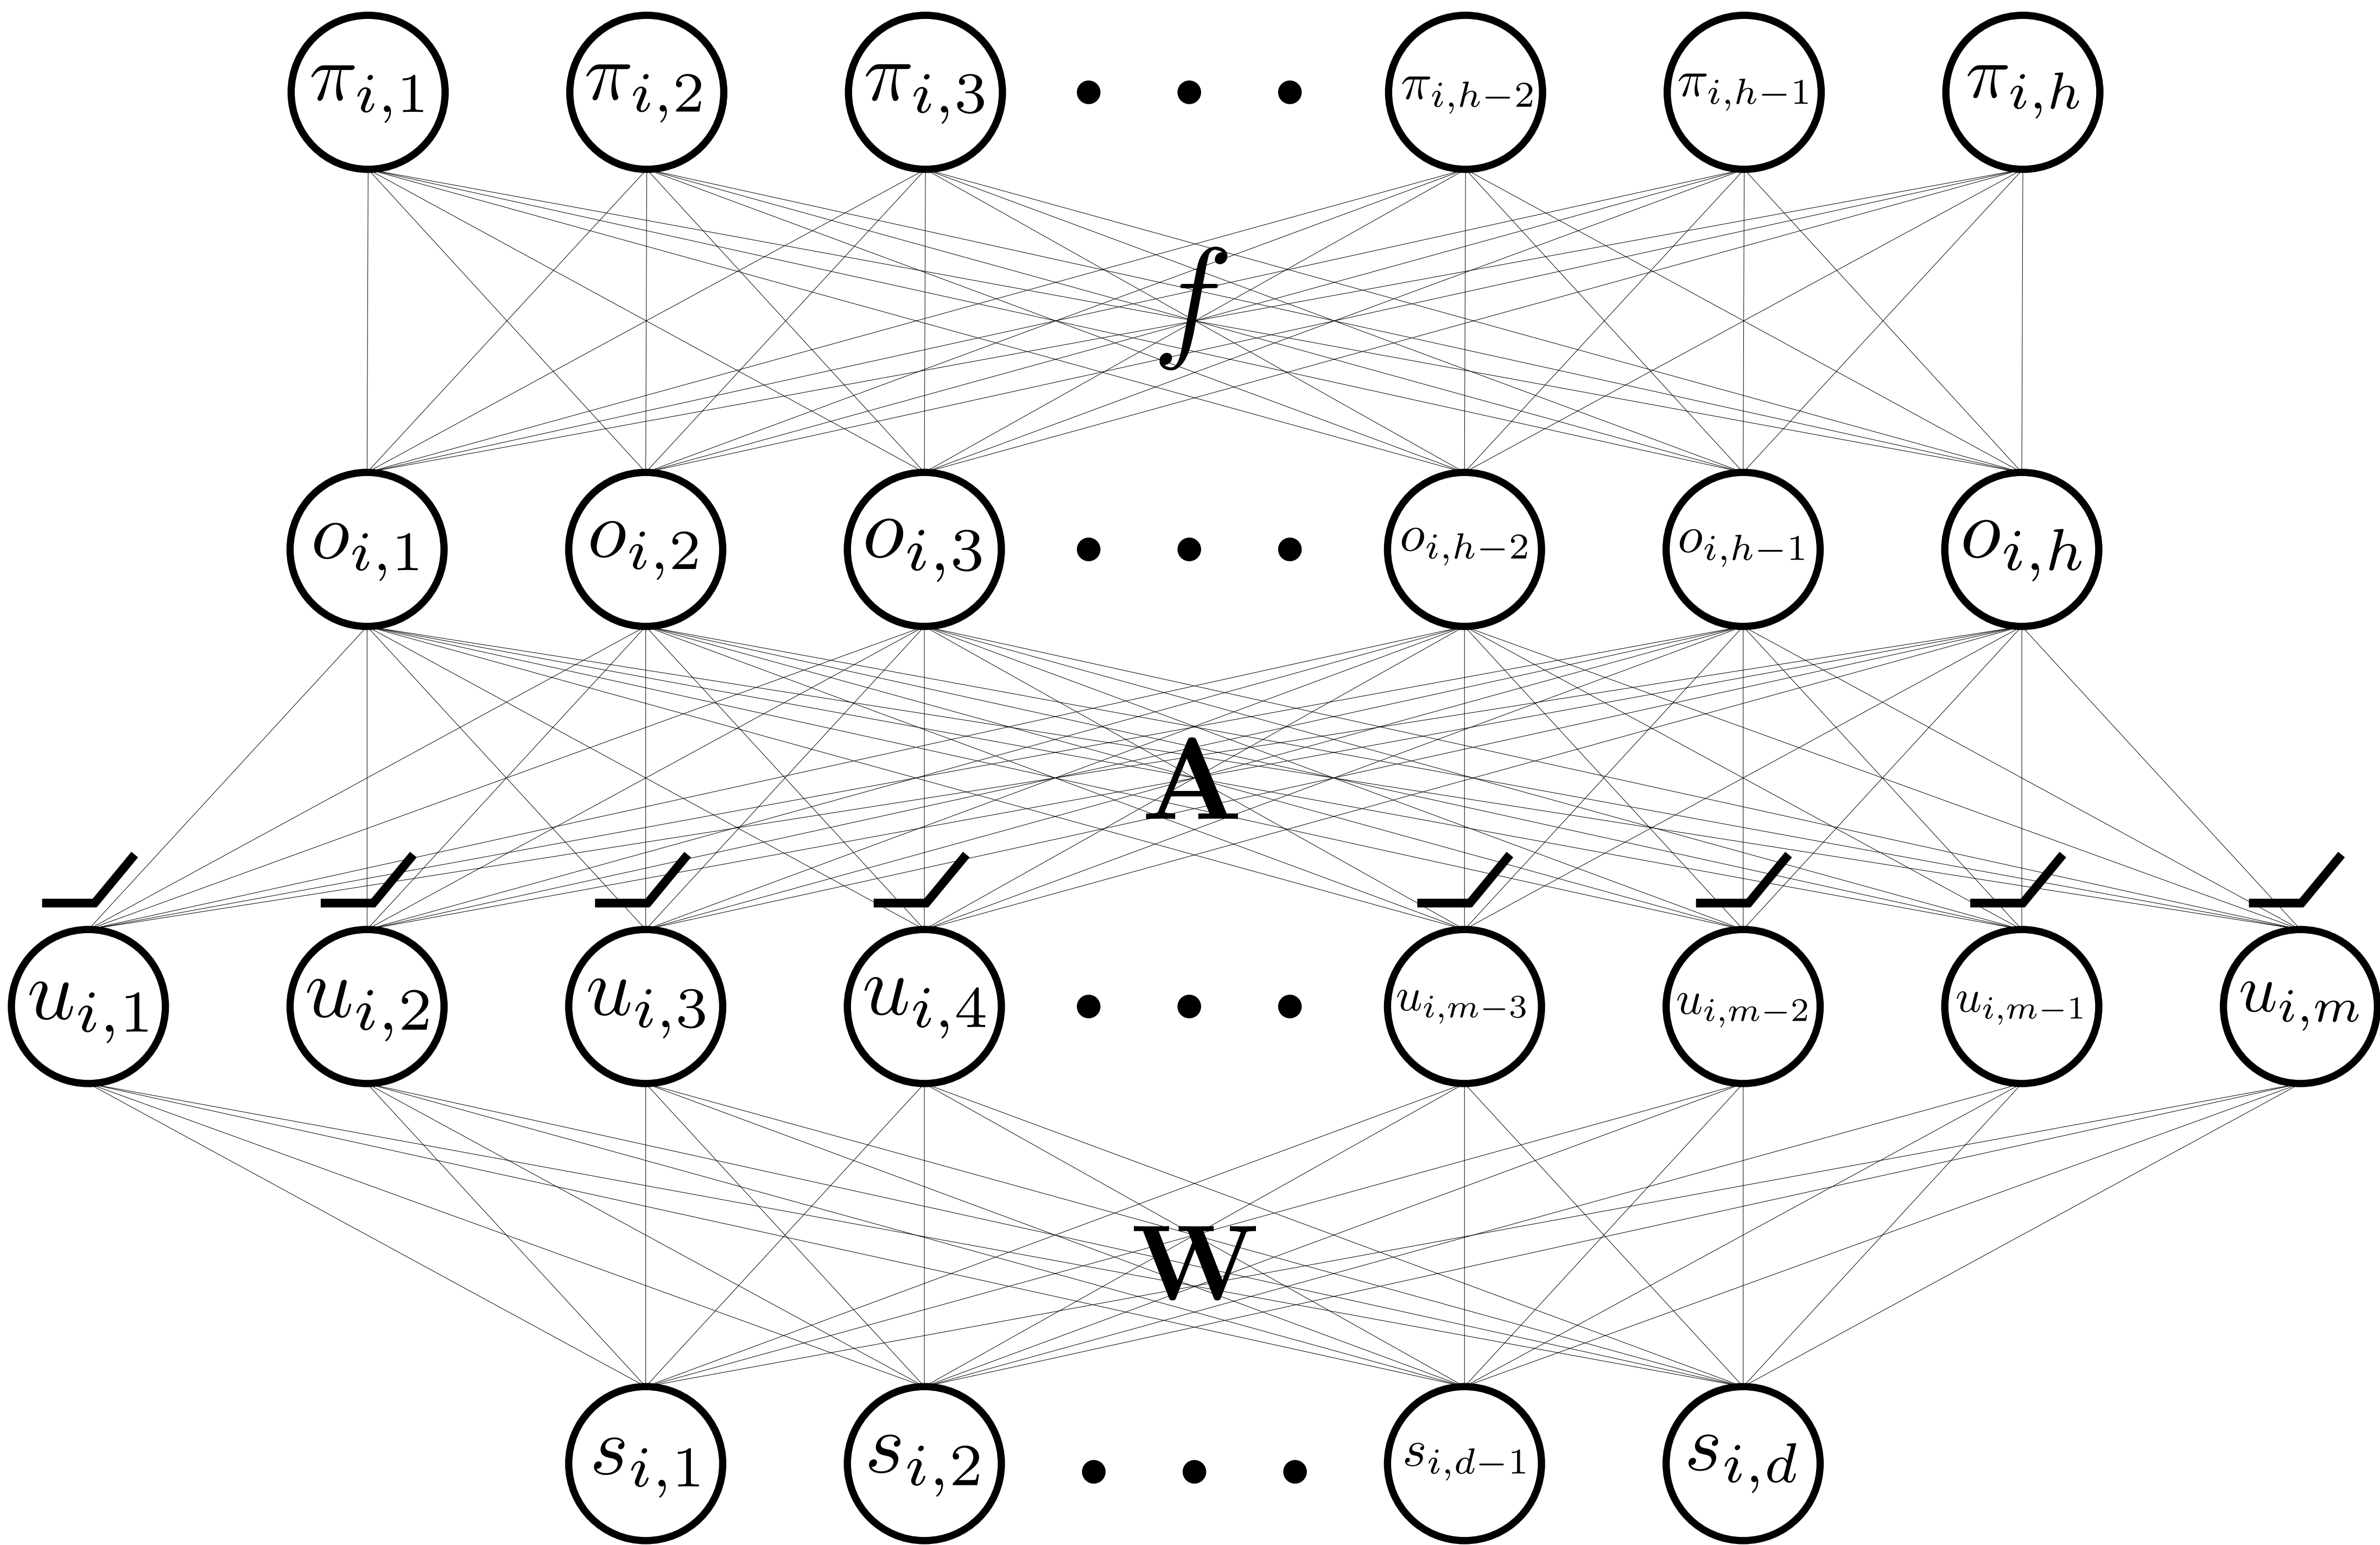 π_{i,1} π_{i,2} π_{i,3} • • • π_{i,h−2} π_{i,h−1} π_{i,h}
f
o_{i,1} o_{i,2} o_{i,3} • • • o_{i,h−2} o_{i,h−1} o_{i,h}
A
u_{i,1} u_{i,2} u_{i,3} u_{i,4} • • • u_{i,m−3} u_{i,m−2} u_{i,m−1} u_{i,m}
W
s_{i,1} s_{i,2} • • • s_{i,d−1} s_{i,d}